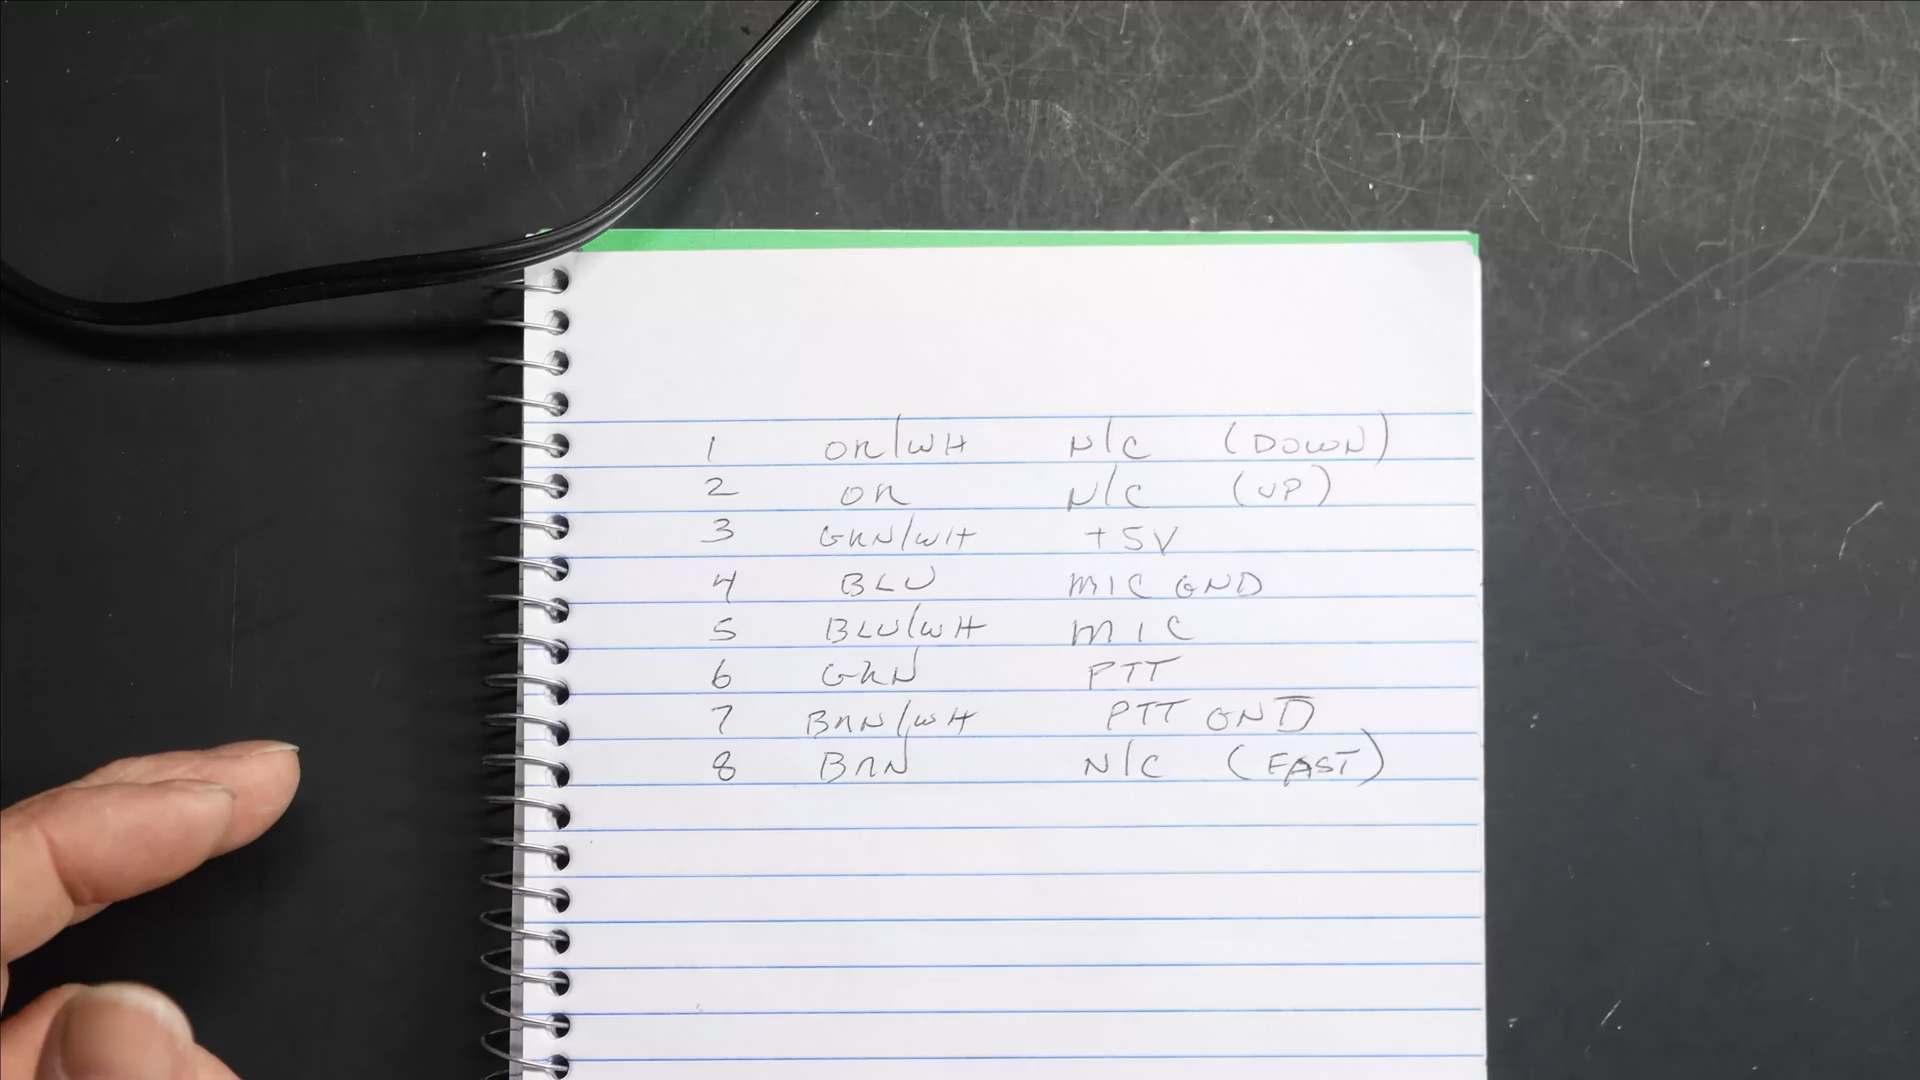 1 OR/WH N/C (DOWN)
2 OR N/C (UP)
3 GRN/WH +5V
4 BLU MIC GND
5 BLU/WH MIC
6 GRN PTT
7 BRN/WH PTT GND
8 BRN N/C (FAST)